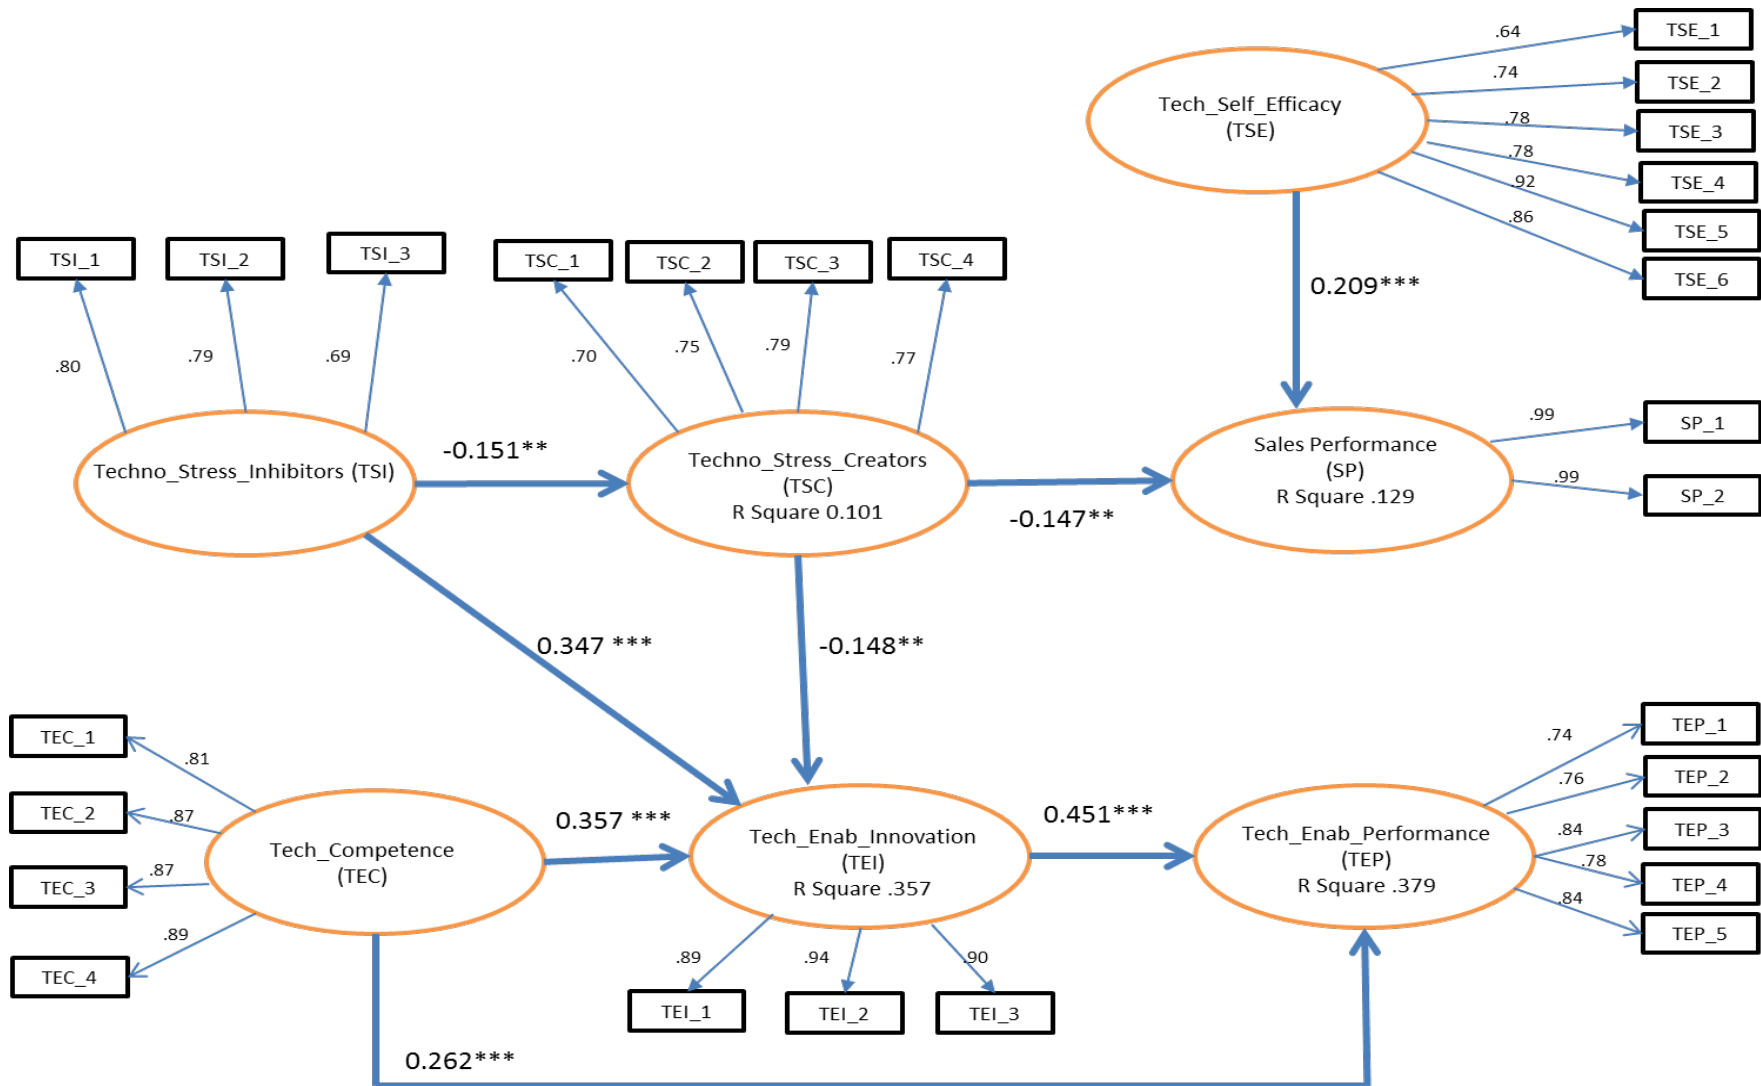 TSE_1
.64
TSE_2
.74
Tech_Self_Efficacy
(TSE)
TSE_3
.78
TSE_4
.78
TSE_5
.92
TSE_6
.86
0.209***
TSI_1
TSI_2
TSI_3
TSC_1
TSC_2
TSC_3
TSC_4
.80
.79
.69
.70
.75
.79
.77
Techno_Stress_Inhibitors (TSI)
-0.151**
Techno_Stress_Creators
(TSC)
R Square 0.101
-0.147**
Sales Performance
(SP)
R Square .129
.99
SP_1
.99
SP_2
0.347 ***
-0.148**
TEC_1
.81
TEC_2
.87
TEC_3
.87
TEC_4
.89
Tech_Competence
(TEC)
0.357 ***
Tech_Enab_Innovation
(TEI)
R Square .357
0.451***
Tech_Enab_Performance
(TEP)
R Square .379
.74
TEP_1
.76
TEP_2
.84
TEP_3
.78
TEP_4
.84
TEP_5
.89
.94
.90
TEI_1
TEI_2
TEI_3
0.262***